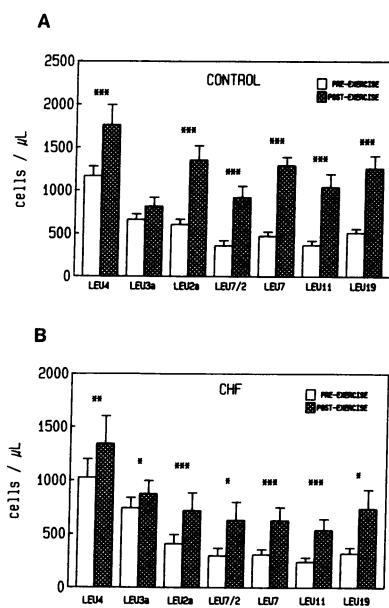 A
2500
CONTROL
PRE-EXERCISE
POST-EXERCISE
2000
1500
1000
500
0
cells / µL
***
***
***
***
***
***
LEU4 LEU3a LEU2a LEU7/2 LEU7 LEU11 LEU19
B
2000
CHF
PRE-EXERCISE
POST-EXERCISE
1500
1000
500
0
cells / µL
** * *** * *** *** *
LEU4 LEU3a LEU2a LEU7/2 LEU7 LEU11 LEU19